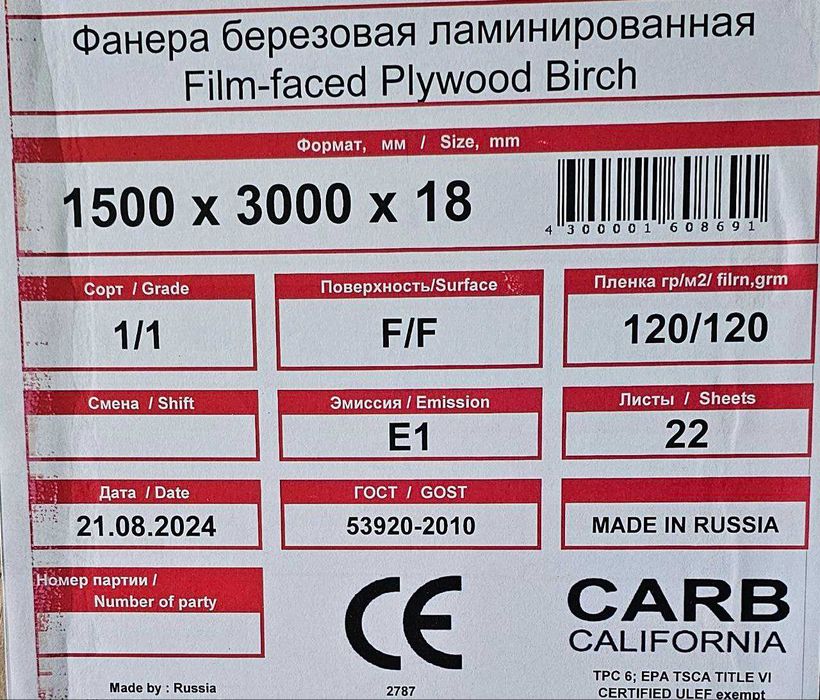 Фанера березовая ламинированная
Film-faced Plywood Birch
Формат, мм / Size, mm
1500 x 3000 x 18
4 300001 608691
Сорт / Grade
1/1
Поверхность/Surface
F/F
Пленка гр/м2/ filrn,grm
120/120
Смена / Shift
Эмиссия / Emission
E1
Листы / Sheets
22
Дата / Date
21.08.2024
ГОСТ / GOST
53920-2010
MADE IN RUSSIA
Номер партии /
Number of party
CE
2787
CARB
CALIFORNIA
TPC 6; EPA TSCA TITLE VI
CERTIFIED ULEF exempt
Made by : Russia